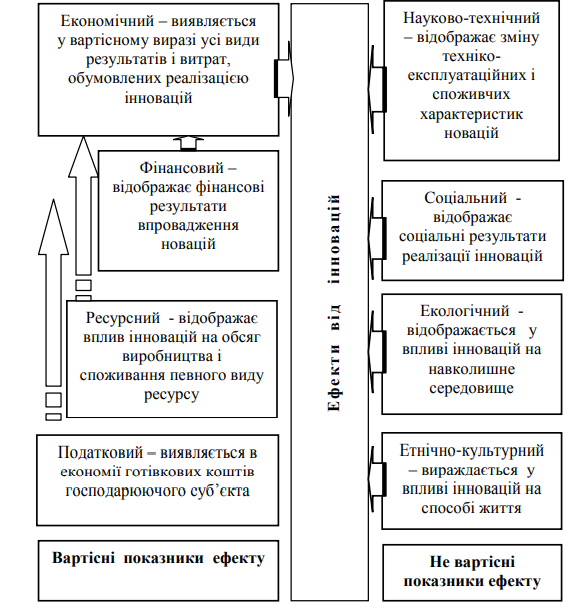 Економічний – виявляється
у вартісному виразі усі види
результатів і витрат,
обумовлених реалізацією
інновацій
Фінансовий –
відображає фінансові
результати
впровадження
новацій
Ресурсний - відображає
вплив інновацій на обсяг
виробництва і
споживання певного виду
ресурсу
Податковий – виявляється в
економії готівкових коштів
господарюючого суб’єкта
Вартісні показники ефекту
Ефекти від інновацій
Науково-технічний
– відображає зміну
техніко-
експлуатаційних і
споживчих
характеристик
новацій
Соціальний -
відображає
соціальні результати
реалізації інновацій
Екологічний -
відображається у
впливі інновацій на
навколишне
середовище
Етнічно-культурний
– виражається у
впливі інновацій на
способі життя
Не вартісні
показники ефекту